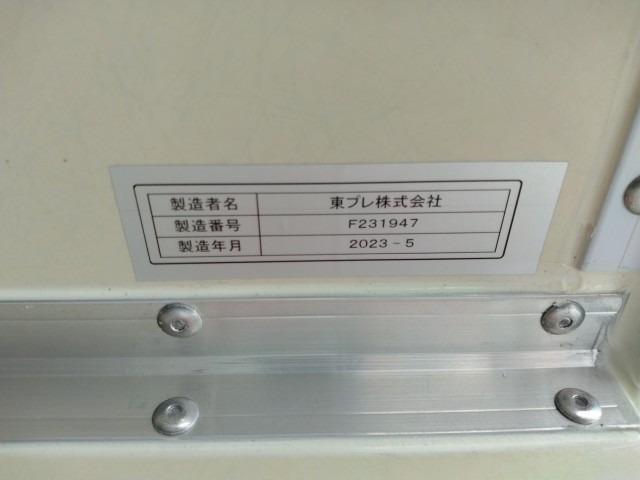 製造者名 東プレ株式会社
製造番号 F231947
製造年月 2023-5